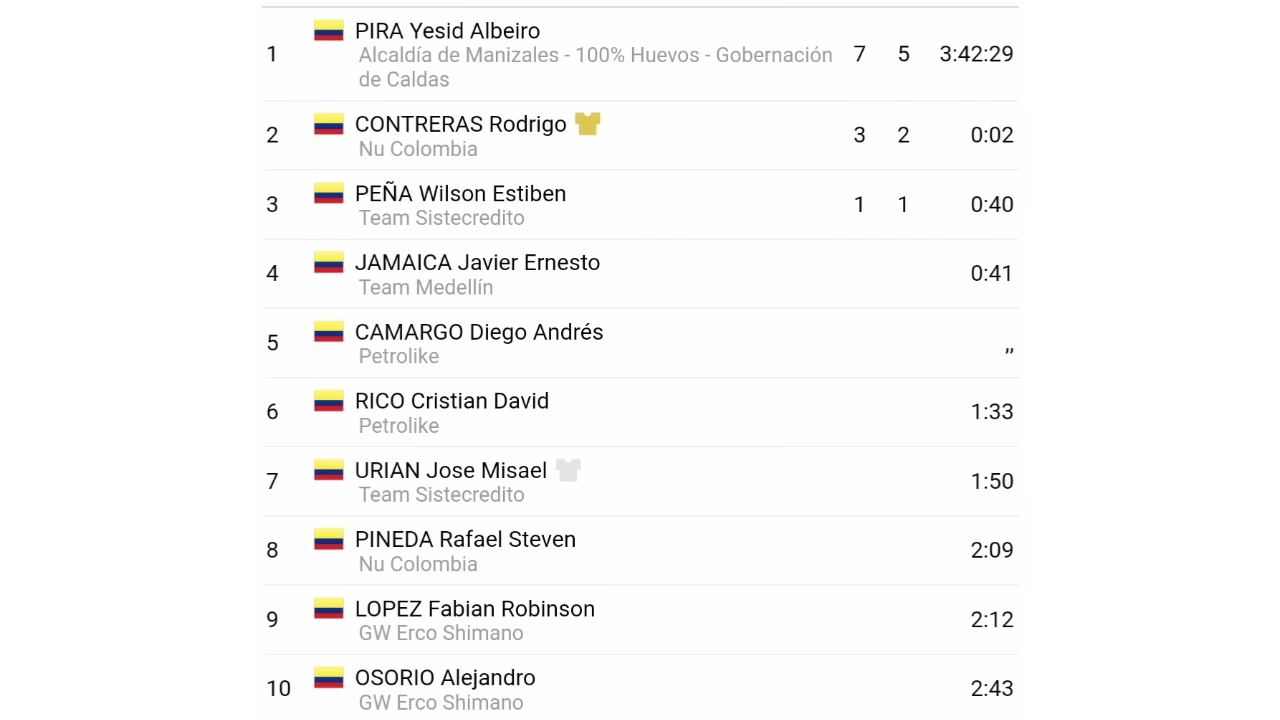 PIRA Yesid Albeiro
1 Alcaldía de Manizales - 100% Huevos - Gobernación 7 5 3:42:29
de Caldas
CONTRERAS Rodrigo
2 3 2 0:02
Nu Colombia
PEÑA Wilson Estiben
3 1 1 0:40
Team Sistecredito
JAMAICA Javier Ernesto
4 0:41
Team Medellín
CAMARGO Diego Andrés
5 ,,
Petrolike
RICO Cristian David
6 1:33
Petrolike
URIAN Jose Misael
7 1:50
Team Sistecredito
PINEDA Rafael Steven
8 2:09
Nu Colombia
LOPEZ Fabian Robinson
9 2:12
GW Erco Shimano
OSORIO Alejandro
10 2:43
GW Erco Shimano